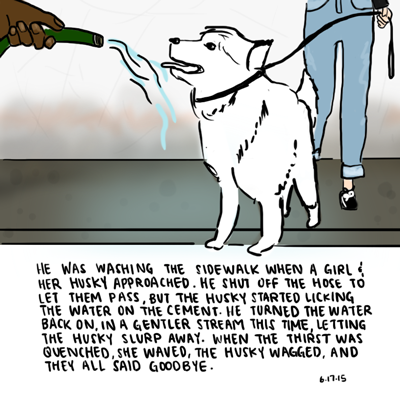 HE WAS WASHING THE SIDEWALK WHEN A GIRL &
HER HUSKY APPROACHED. HE SHUT OFF THE HOSE TO
LET THEM PASS, BUT THE HUSKY STARTED LICKING
THE WATER ON THE CEMENT. HE TURNED THE WATER
BACK ON, IN A GENTLER STREAM THIS TIME, LETTING
THE HUSKY SLURP AWAY. WHEN THE THIRST WAS
QUENCHED, SHE WAVED, THE HUSKY WAGGED, AND
THEY ALL SAID GOODBYE.
6.17.15